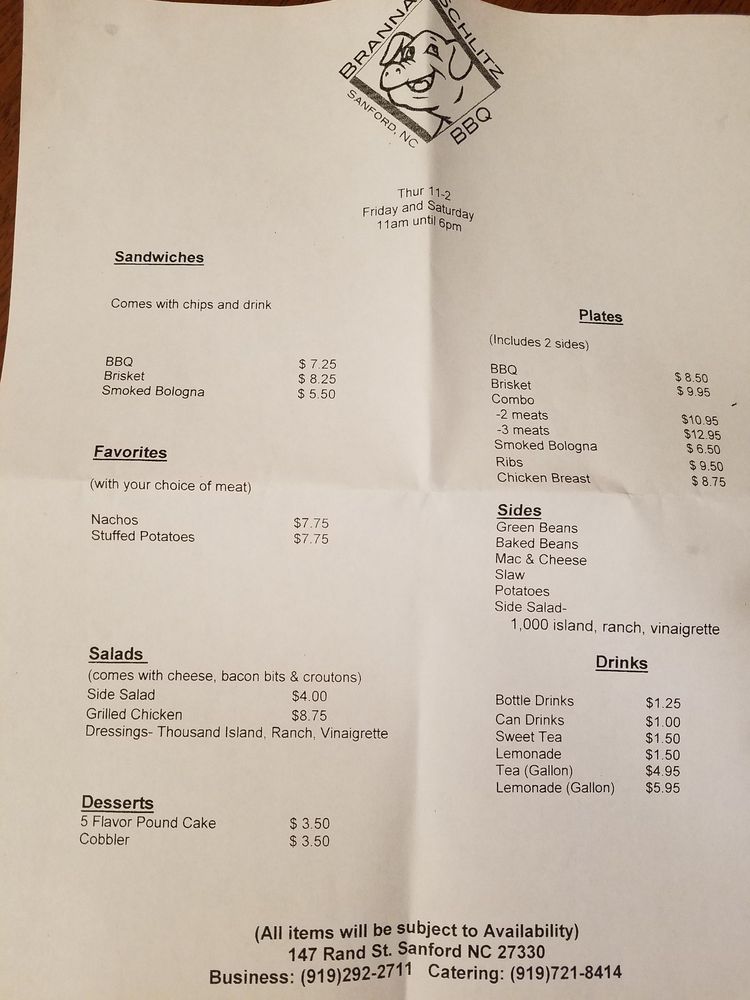 BRANNA SCHLITZ
SANFORD, NC BBQ
Thur 11-2
Friday and Saturday
11am until 6pm
Sandwiches
Comes with chips and drink
BBQ $ 7.25
Brisket $ 8.25
Smoked Bologna $ 5.50
Favorites
(with your choice of meat)
Nachos $7.75
Stuffed Potatoes $7.75
Salads
(comes with cheese, bacon bits & croutons)
Side Salad $4.00
Grilled Chicken $8.75
Dressings- Thousand Island, Ranch, Vinaigrette
Desserts
5 Flavor Pound Cake $ 3.50
Cobbler $ 3.50
Plates
(Includes 2 sides)
BBQ $ 8.50
Brisket $ 9.95
Combo
-2 meats $10.95
-3 meats $12.95
Smoked Bologna $ 6.50
Ribs $ 9.50
Chicken Breast $ 8.75
Sides
Green Beans
Baked Beans
Mac & Cheese
Slaw
Potatoes
Side Salad-
1,000 island, ranch, vinaigrette
Drinks
Bottle Drinks $1.25
Can Drinks $1.00
Sweet Tea $1.50
Lemonade $1.50
Tea (Gallon) $4.95
Lemonade (Gallon) $5.95
(All items will be subject to Availability)
147 Rand St. Sanford NC 27330
Business: (919)292-2711 Catering: (919)721-8414